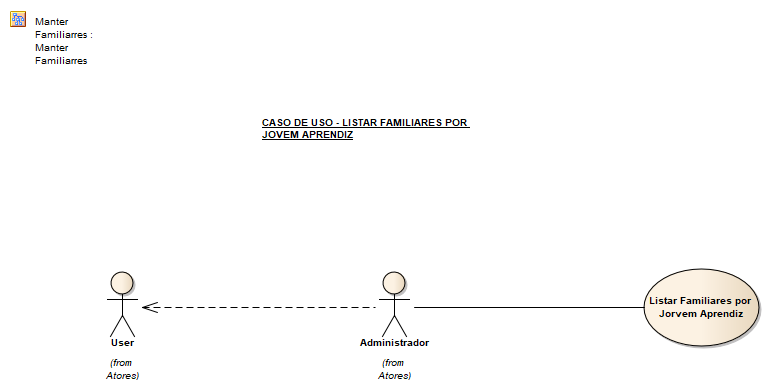 Manter
Familiarres :
Manter
Familiarres
CASO DE USO - LISTAR FAMILIARES POR
JOVEM APRENDIZ
Listar Familiares por
Jorvem Aprendiz
User
Administrador
(from
Atores)
(from
Atores)